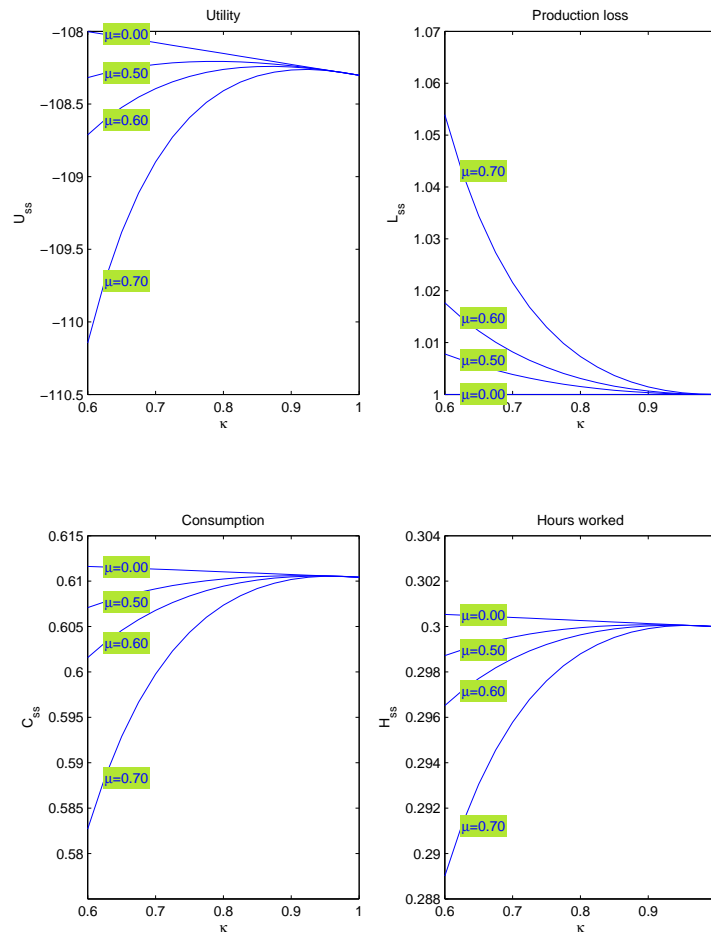 Utility
−108
−108.5
−109
−109.5
−110
−110.5
U_ss
μ=0.00
μ=0.50
μ=0.60
μ=0.70
0.6 0.7 0.8 0.9 1
κ
Production loss
1.07
1.06
1.05
1.04
1.03
1.02
1.01
1
L_ss
μ=0.70
μ=0.60
μ=0.50
μ=0.00
0.6 0.7 0.8 0.9
κ
Consumption
0.615
0.61
0.605
0.6
0.595
0.59
0.585
0.58
C_ss
μ=0.00
μ=0.50
μ=0.60
μ=0.70
0.6 0.7 0.8 0.9 1
κ
Hours worked
0.304
0.302
0.3
0.298
0.296
0.294
0.292
0.29
0.288
H_ss
μ=0.00
μ=0.50
μ=0.60
μ=0.70
0.6 0.7 0.8 0.9
κ